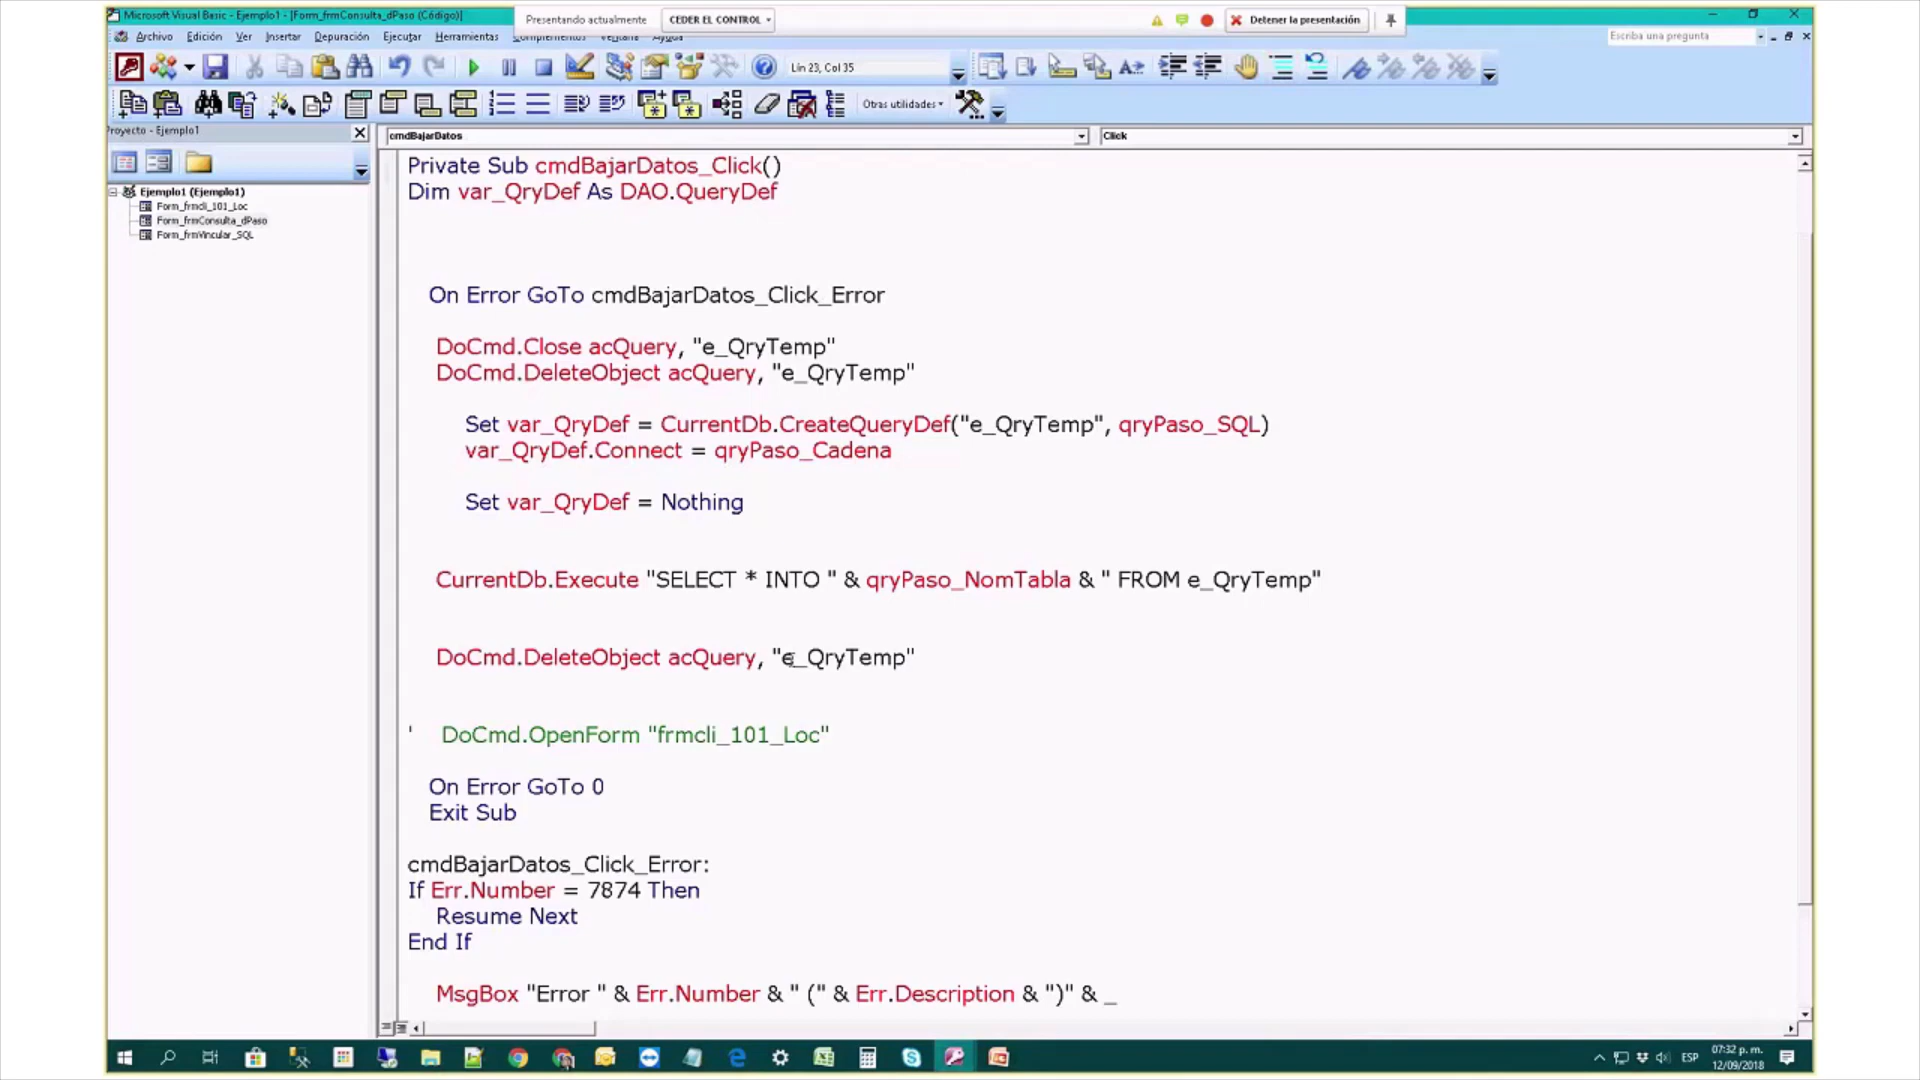 Microsoft Visual Basic - Ejemplo1 - [Form_frmConsulta_dPaso (Código)]
Presentando actualmente
CEDER EL CONTROL
Detener la presentación
Archivo Edición Ver Insertar Depuración Ejecutar Herramientas Complementos Ventana Ayuda
Escriba una pregunta
Lín 23, Col 35
Otras utilidades
Proyecto - Ejemplo1
cmdBajarDatos
Click
Ejemplo1 (Ejemplo1)
Form_frmcli_101_Loc
Form_frmConsulta_dPaso
Form_frmVincular_SQL
Private Sub cmdBajarDatos_Click()
Dim var_QryDef As DAO.QueryDef
On Error GoTo cmdBajarDatos_Click_Error
DoCmd.Close acQuery, "e_QryTemp"
DoCmd.DeleteObject acQuery, "e_QryTemp"
Set var_QryDef = CurrentDb.CreateQueryDef("e_QryTemp", qryPaso_SQL)
var_QryDef.Connect = qryPaso_Cadena
Set var_QryDef = Nothing
CurrentDb.Execute "SELECT * INTO " & qryPaso_NomTabla & " FROM e_QryTemp"
DoCmd.DeleteObject acQuery, "e_QryTemp"
' DoCmd.OpenForm "frmcli_101_Loc"
On Error GoTo 0
Exit Sub
cmdBajarDatos_Click_Error:
If Err.Number = 7874 Then
Resume Next
End If
MsgBox "Error " & Err.Number & " (" & Err.Description & ")" & _
ESP
07:32 p. m.
12/09/2018